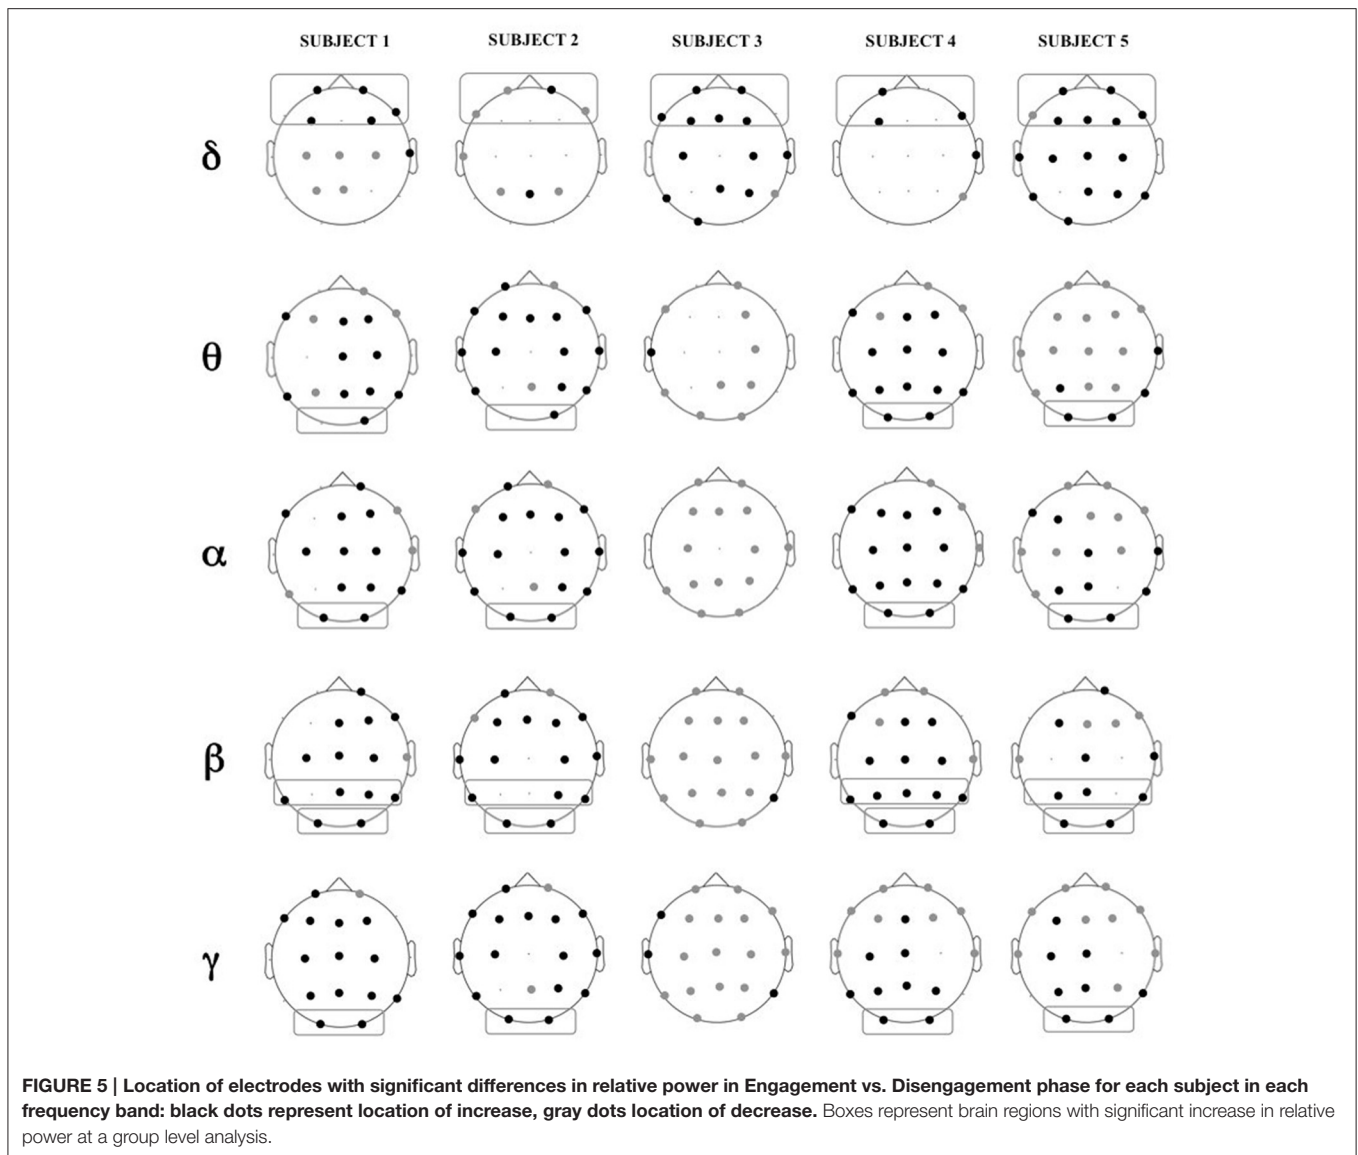 SUBJECT 1 SUBJECT 2 SUBJECT 3 SUBJECT 4 SUBJECT 5
δ
θ
α
β
γ
FIGURE 5 | Location of electrodes with significant differences in relative power in Engagement vs. Disengagement phase for each subject in each
frequency band: black dots represent location of increase, gray dots location of decrease. Boxes represent brain regions with significant increase in relative
power at a group level analysis.